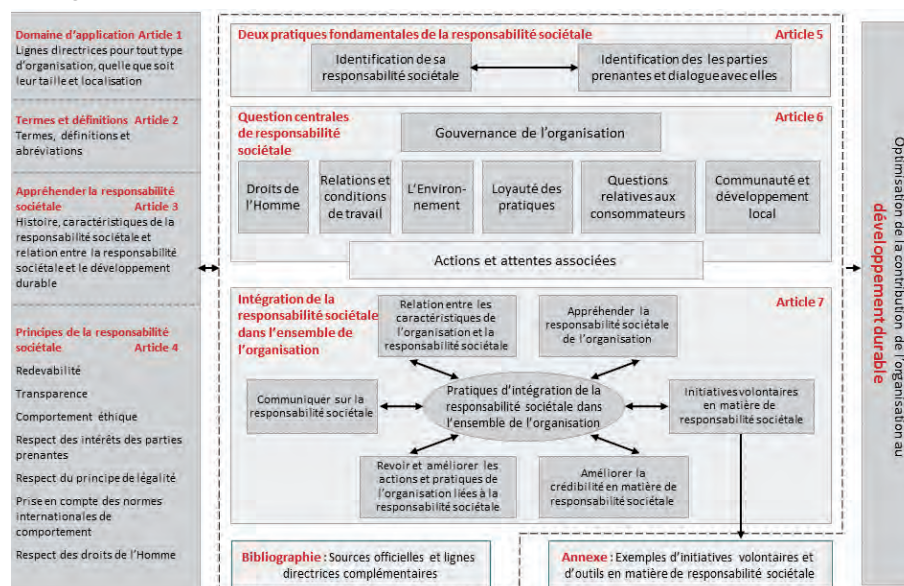 Domaine d'application Article 1
Lignes directrices pour tout type
d'organisation, quelle que soit
leur taille et localisation
Termes et définitions Article 2
Termes, définitions et
abréviations
Appréhender la responsabilité
sociétale Article 3
Histoire, caractéristiques de la
responsabilité sociétale et
relation entre la responsabilité
sociétale et le développement
durable
Principes de la responsabilité
sociétale Article 4
Redevabilité
Transparence
Comportement éthique
Respect des intérêts des parties
prenantes
Respect du principe de légalité
Prise en compte des normes
internationales de
comportement
Respect des droits de l'Homme
Deux pratiques fondamentales de la responsabilité sociétale Article 5
Identification de sa
responsabilité sociétale
Identification des les parties
prenantes et dialogue avec elles
Question centrales
de responsabilité
sociétale
Article 6
Gouvernance de l'organisation
Droits de
l'Homme
Relations et
conditions
de travail
L'Environ-
nement
Loyauté des
pratiques
Questions
relatives aux
consommateurs
Communauté et
développement
local
Actions et attentes associées
Intégration de la
responsabilité sociétale
dans l'ensemble de
l'organisation
Article 7
Relation entre les
caractéristiques de
l'organisation et la
responsabilité sociétale
Appréhender la
responsabilité sociétale
de l'organisation
Communiquer sur la
responsabilité sociétale
Pratiques d'intégration de la
responsabilité sociétale dans
l'ensemble de l'organisation
Initiatives volontaires
en matière de
responsabilité sociétale
Revoir et améliorer les
actions et pratiques de
l'organisation liées à la
responsabilité sociétale
Améliorer la
crédibilité en matière de
responsabilité sociétale
Bibliographie : Sources officielles et lignes
directrices complémentaires
Annexe : Exemples d'initiatives volontaires et
d'outils en matière de responsabilité sociétale
Optimisation de la contribution de l'organisation au
développement durable